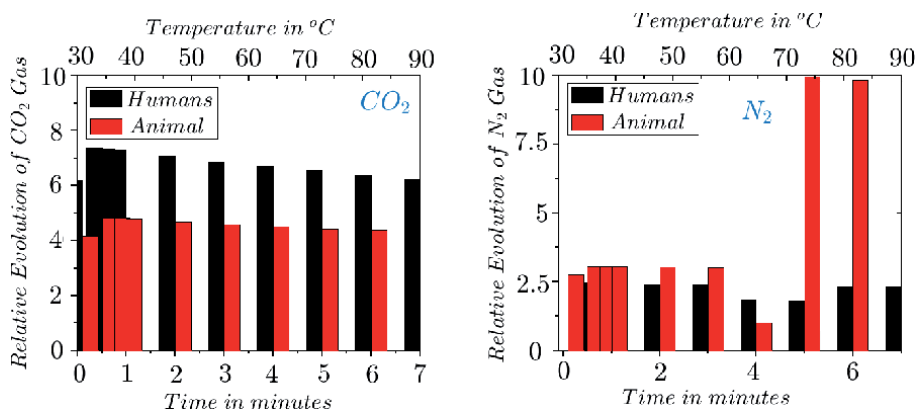 Temperature in °C
30 40 50 60 70 80 90
Relative Evolution of CO₂ Gas
10
8
6
4
2
0
Humans
Animal
CO₂
0 1 2 3 4 5 6 7
Time in minutes
Temperature in °C
30 40 50 60 70 80 90
Relative Evolution of N₂ Gas
10
7.5
5
2.5
0
Humans
Animal
N₂
0 2 4 6
Time in minutes